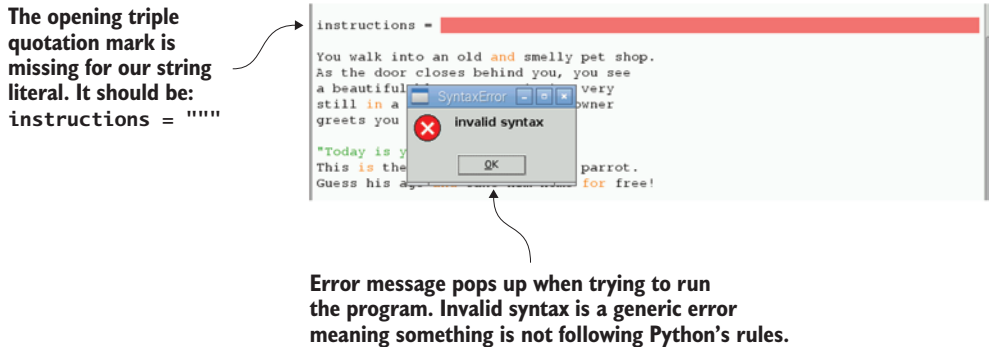 The opening triple
quotation mark is
missing for our string
literal. It should be:
instructions = """
instructions =
You walk into an old and smelly pet shop.
As the door closes behind you, you see
a beautiful very
still in a owner
greets you
SyntaxError
invalid syntax
OK
"Today is y
This is the parrot.
Guess his for free!
Error message pops up when trying to run
the program. Invalid syntax is a generic error
meaning something is not following Python's rules.